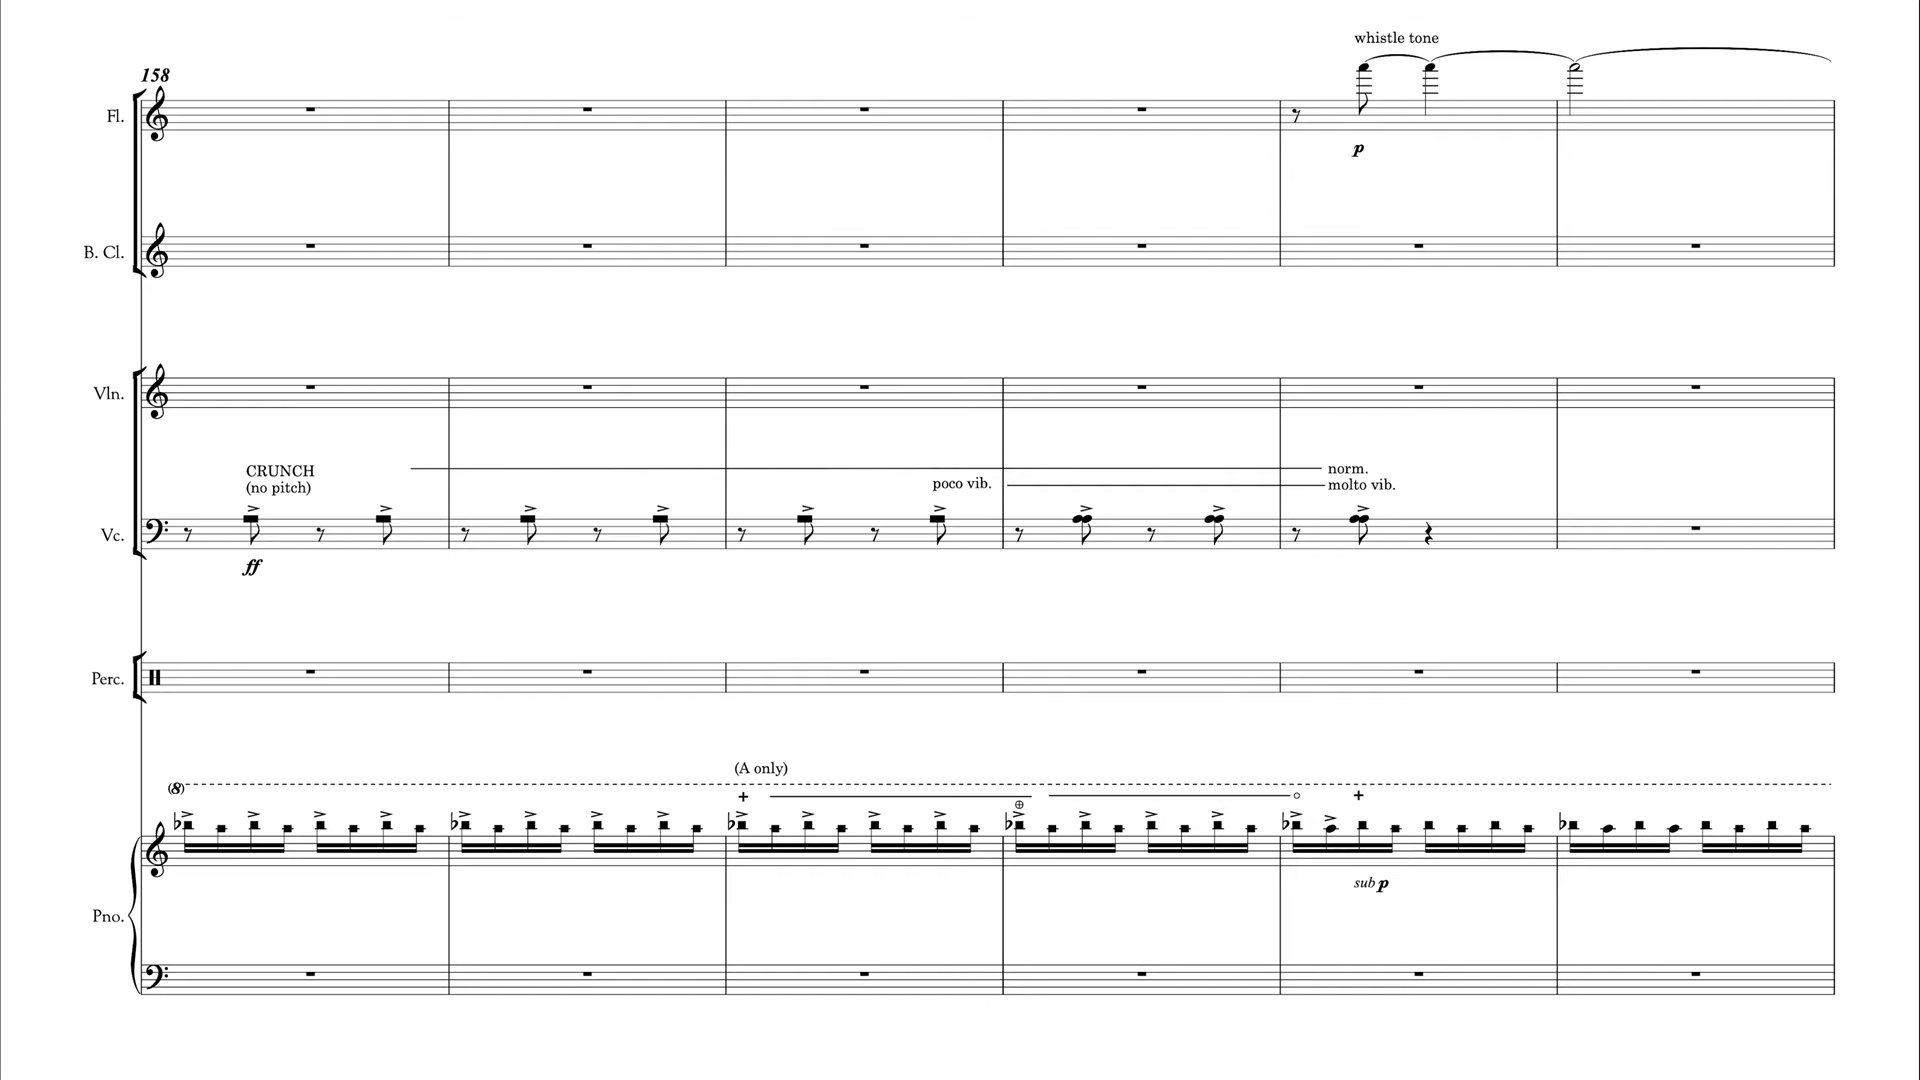 whistle tone
158
Fl.
p
B. Cl.
Vln.
CRUNCH
norm.
(no pitch)
poco vib.
molto vib.
Vc.
ff
Perc.
(A only)
(8)
sub p
Pno.